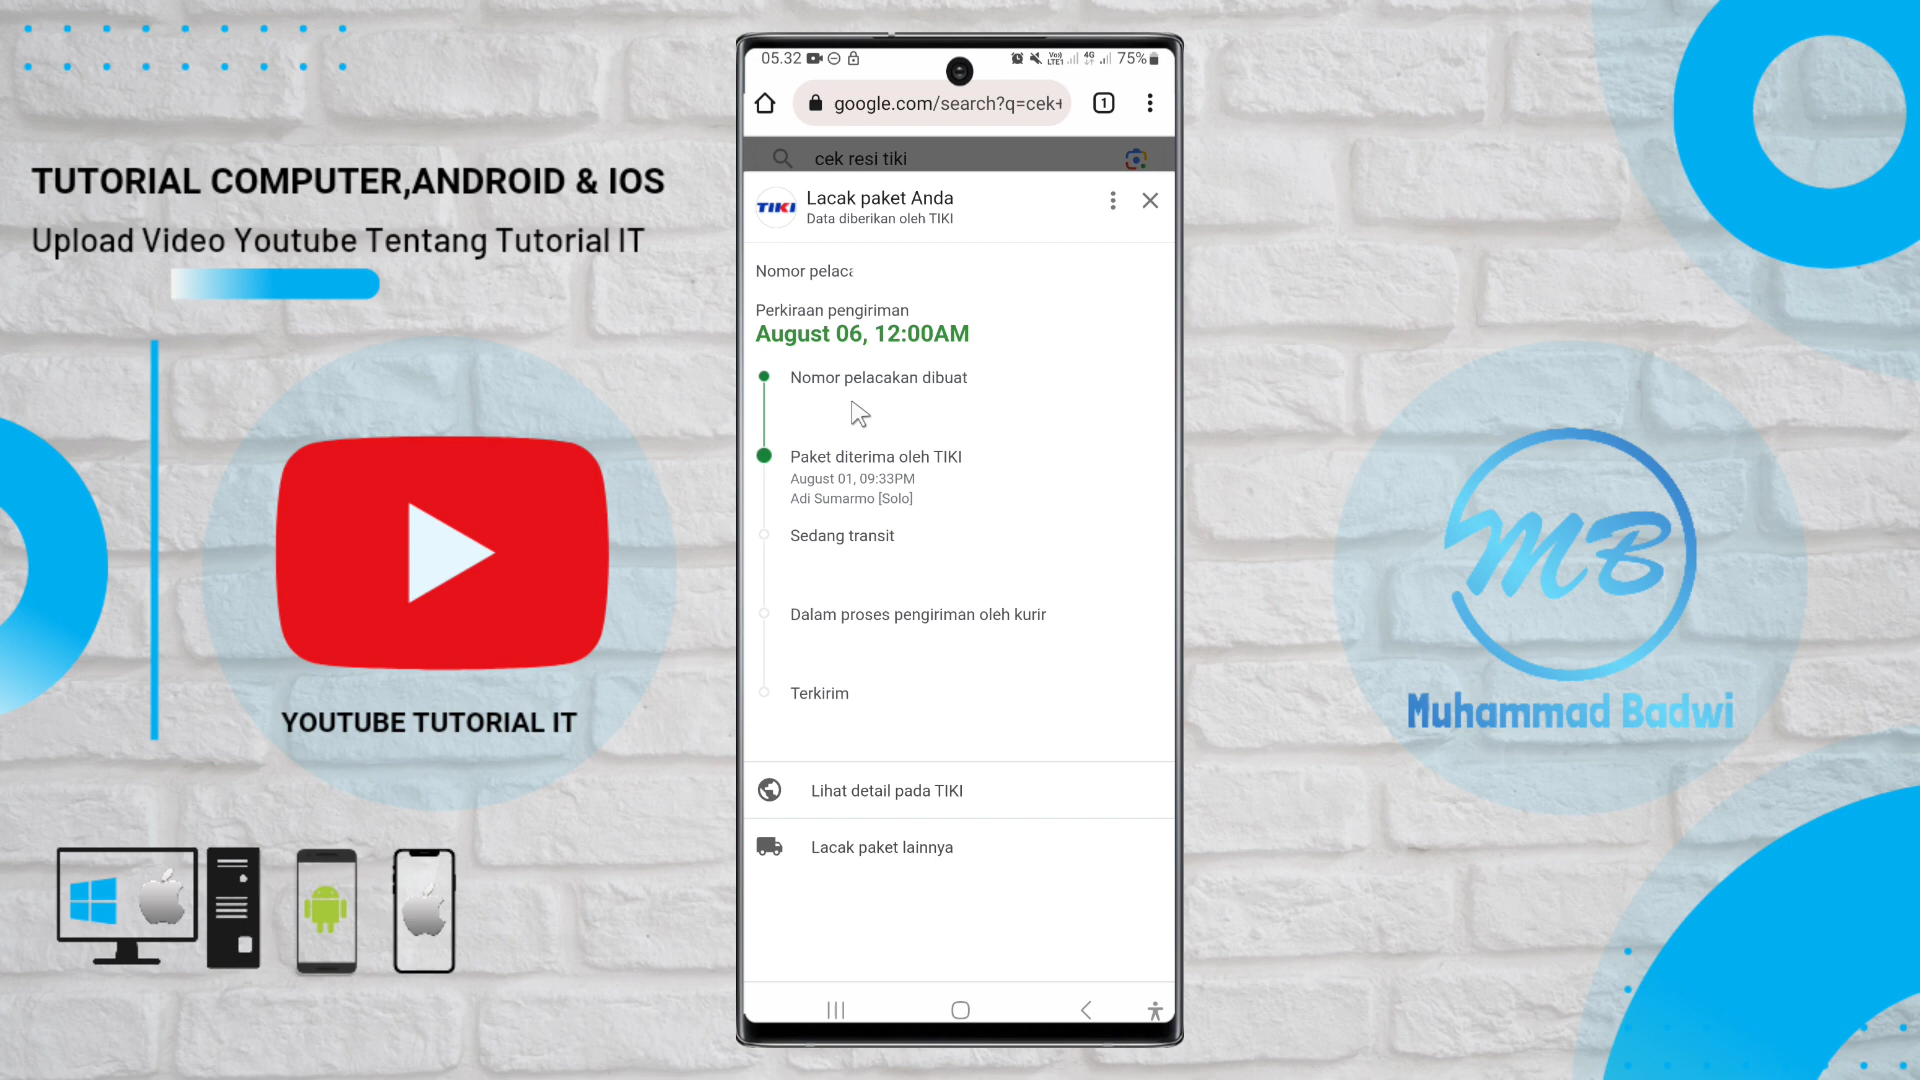 TUTORIAL COMPUTER,ANDROID & IOS
Upload Video Youtube Tentang Tutorial IT
YOUTUBE TUTORIAL IT
05.32
75%
google.com/search?q=cek+
1
cek resi tiki
TIKI
Lacak paket Anda
Data diberikan oleh TIKI
Nomor
Perkiraan pengiriman
August 06, 12:00AM
Nomor pelacakan dibuat
Paket diterima oleh TIKI
August 01, 09:33PM
Adi Sumarmo [Solo]
Sedang transit
Dalam proses pengiriman oleh kurir
Terkirim
Lihat detail pada TIKI
Lacak paket lainnya
MB
Muhammad Badwi